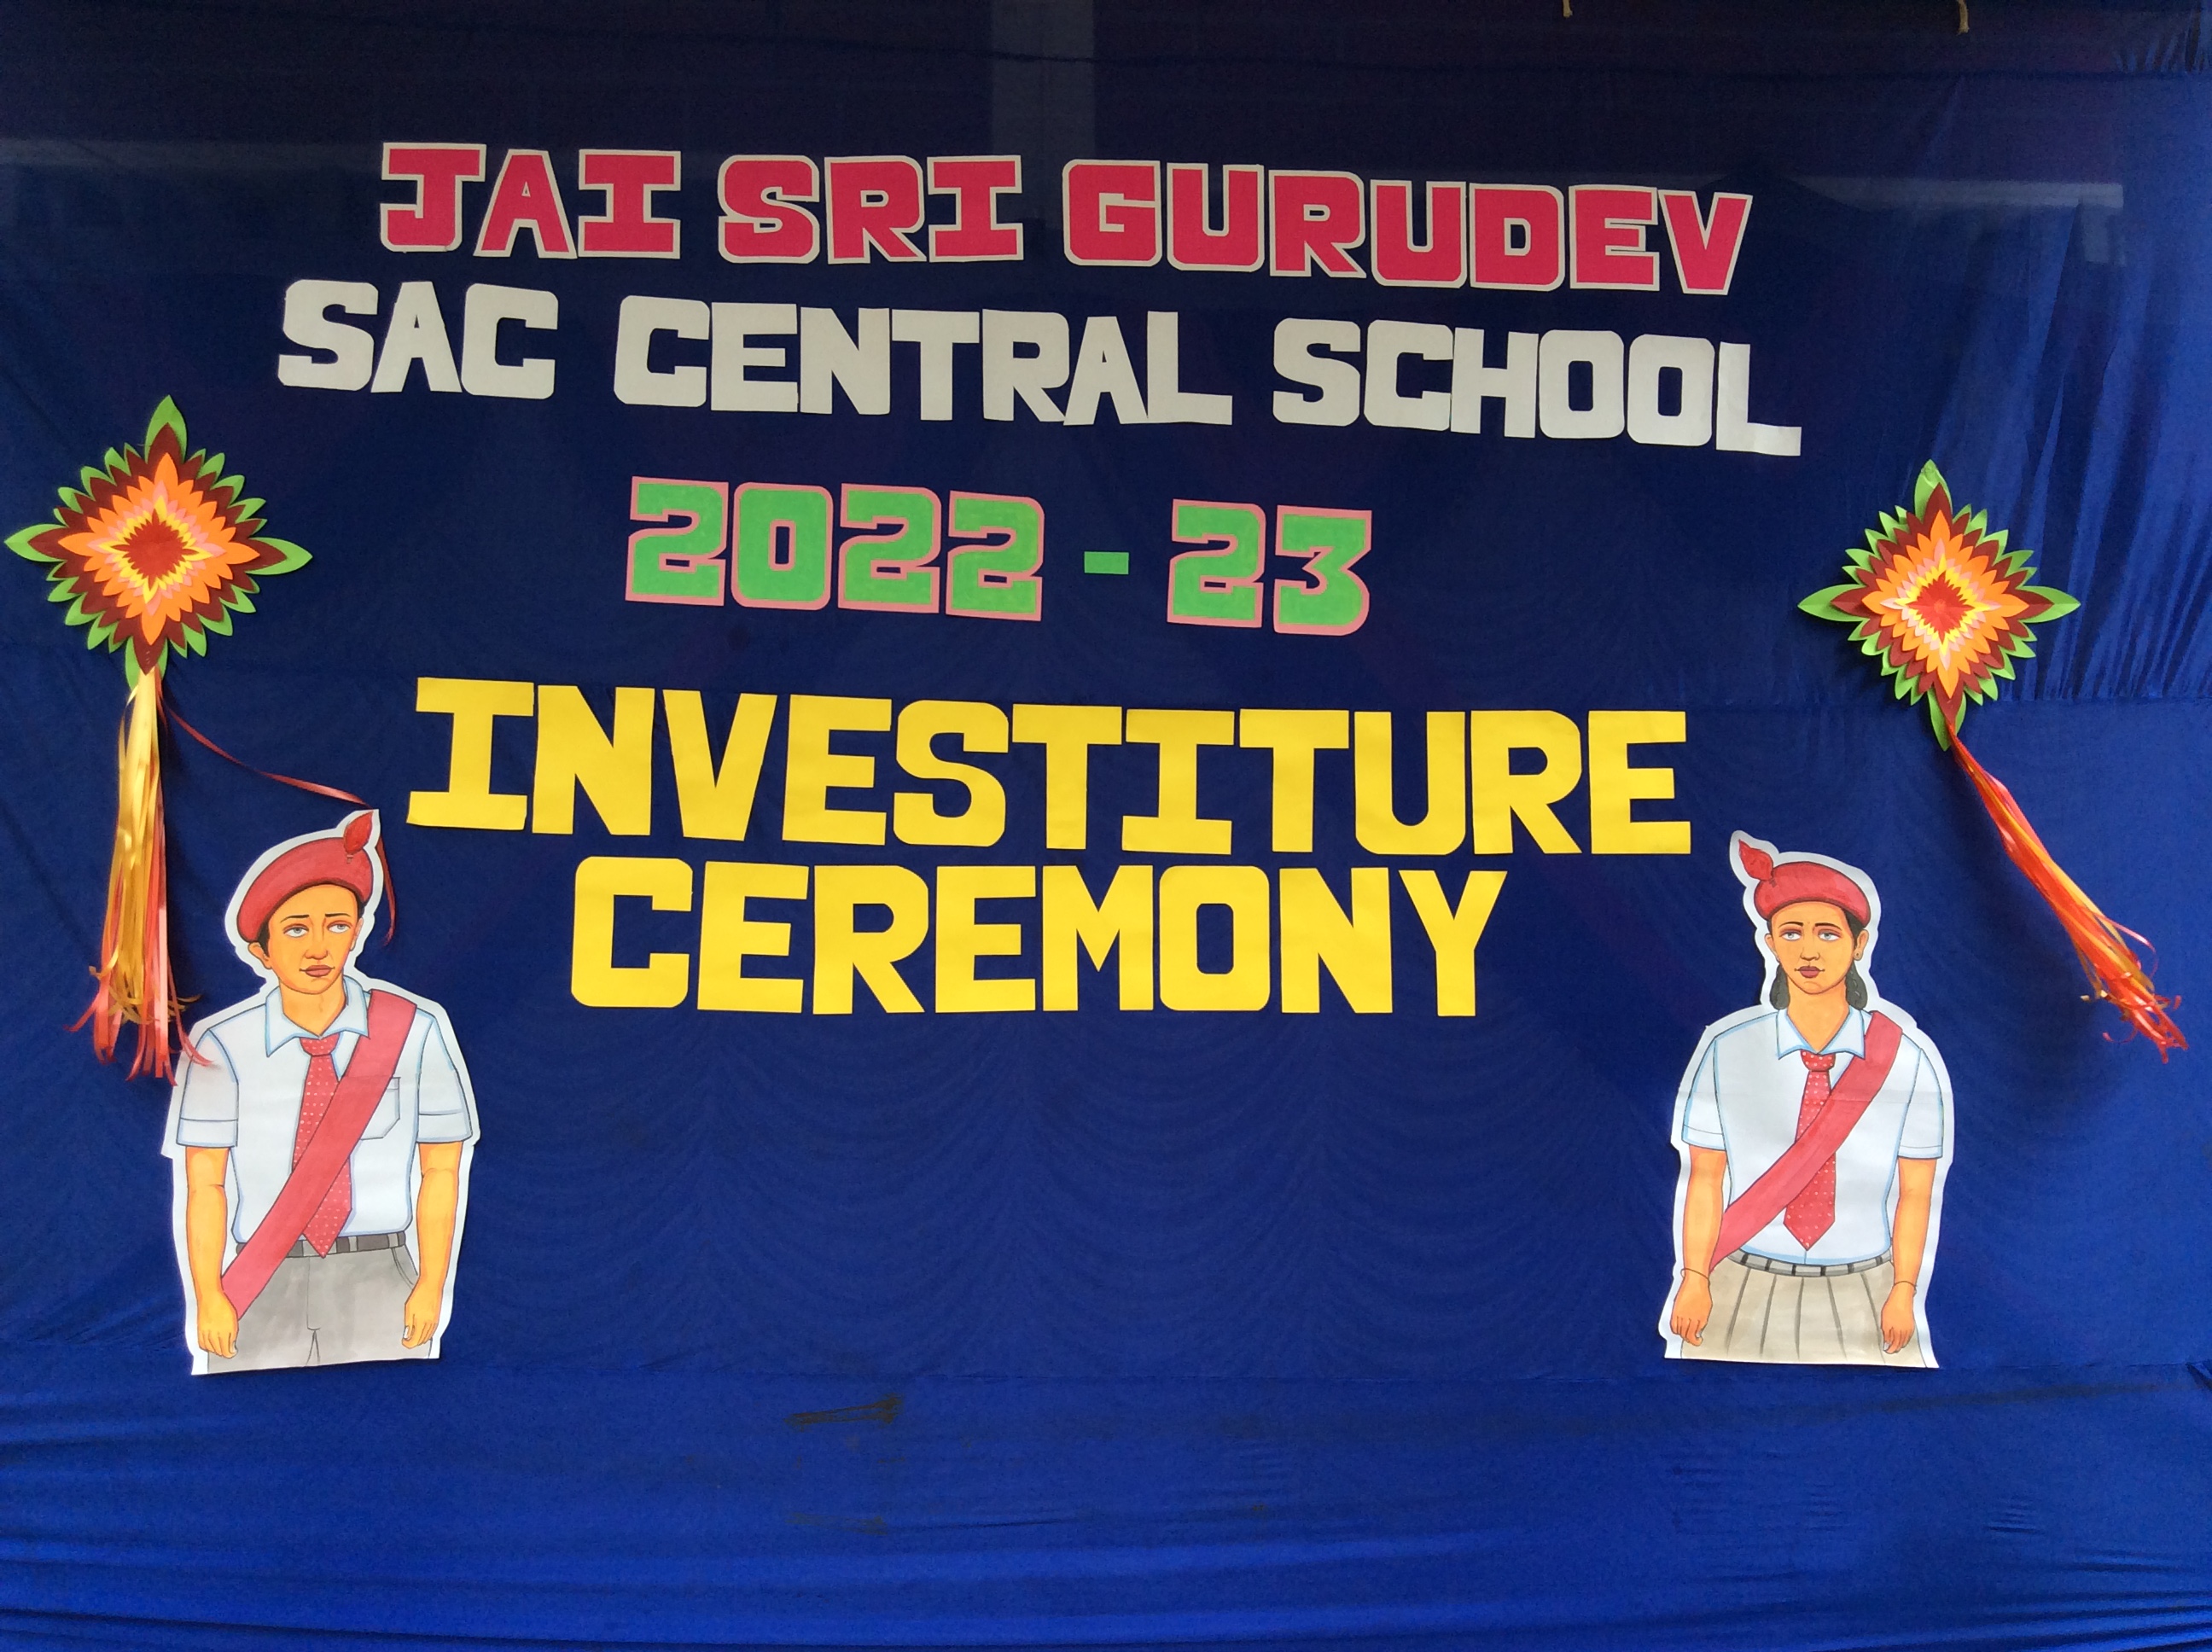 JAI SRI GURUDEV
SAC CENTRAL SCHOOL
2022 - 23
INVESTITURE
CEREMONY